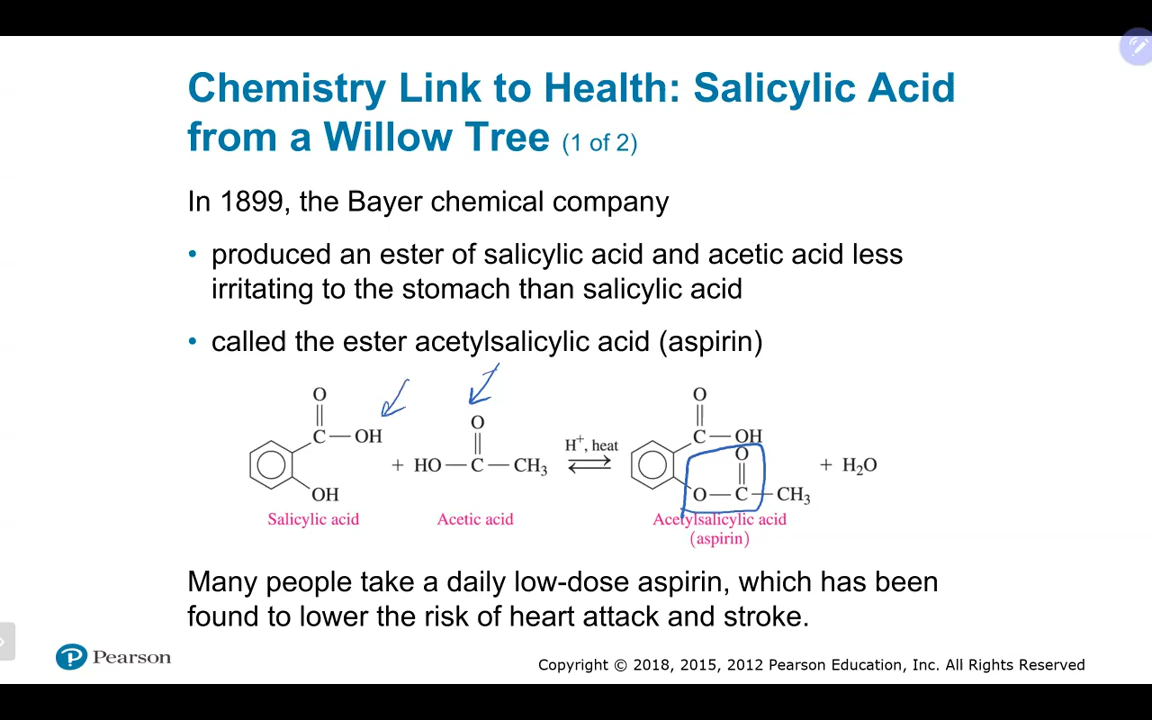 Chemistry Link to Health: Salicylic Acid
from a Willow Tree (1 of 2)
In 1899, the Bayer chemical company
• produced an ester of salicylic acid and acetic acid less
irritating to the stomach than salicylic acid
• called the ester acetylsalicylic acid (aspirin)
O O
O
C—OH H⁺, heat C—OH
O
+ HO—C—CH₃ ⇌ + H₂O
OH O—C—CH₃
Salicylic acid Acetic acid Acetylsalicylic acid
(aspirin)
Many people take a daily low-dose aspirin, which has been
found to lower the risk of heart attack and stroke.
P Pearson
Copyright © 2018, 2015, 2012 Pearson Education, Inc. All Rights Reserved